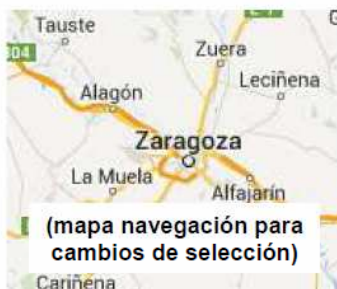 Tauste
Zuera
Leciñena
Alagón
Zaragoza
La Muela
Alfajarín
(mapa navegación para
cambios de selección)
Cariñena